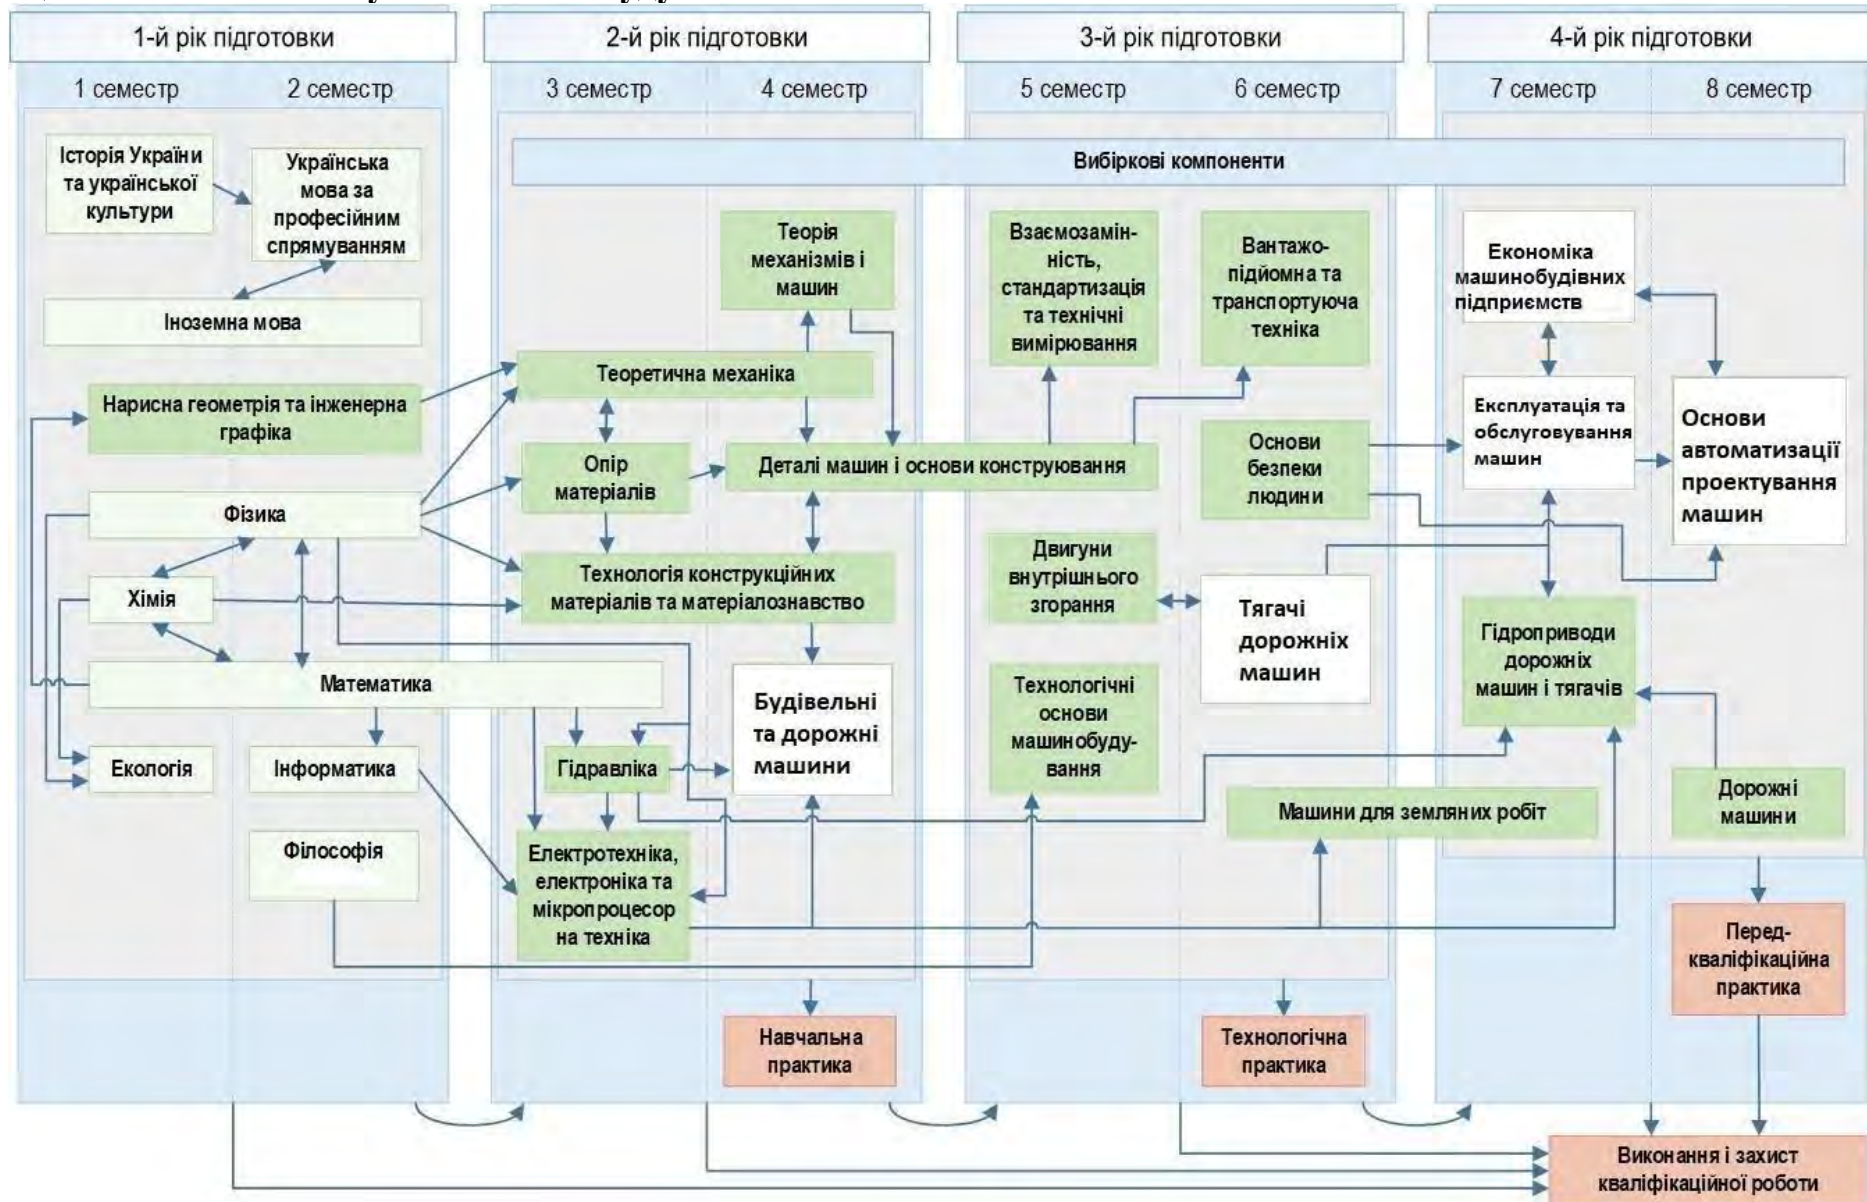 1-й рік підготовки
2-й рік підготовки
3-й рік підготовки
4-й рік підготовки
1 семестр
2 семестр
3 семестр
4 семестр
5 семестр
6 семестр
7 семестр
8 семестр
Вибіркові компоненти
Історія України
та української
культури
Українська
мова за
професійним
спрямуванням
Іноземна мова
Нарисна геометрія та інженерна
графіка
Фізика
Хімія
Математика
Екологія
Інформатика
Філософія
Теорія
механізмів і
машин
Теоретична механіка
Опір
матеріалів
Деталі машин і основи конструювання
Технологія конструкційних
матеріалів та матеріалознавство
Будівельні
та дорожні
машини
Гідравліка
Електротехніка,
електроніка та
мікропроцесор
на техніка
Навчальна
практика
Взаємозамін-
ність,
стандартизація
та технічні
вимірювання
Вантажо-
підйомна та
транспортуюча
техніка
Основи
безпеки
людини
Двигуни
внутрішнього
згорання
Тягачі
дорожніх
машин
Технологічні
основи
машинобуду-
вання
Машини для земляних робіт
Технологічна
практика
Економіка
машинобудівних
підприємств
Експлуатація та
обслуговування
машин
Основи
автоматизації
проектування
машин
Гідроприводи
дорожніх
машин і тягачів
Дорожні
машини
Перед-
кваліфікаційна
практика
Виконання і захист
кваліфікаційної роботи